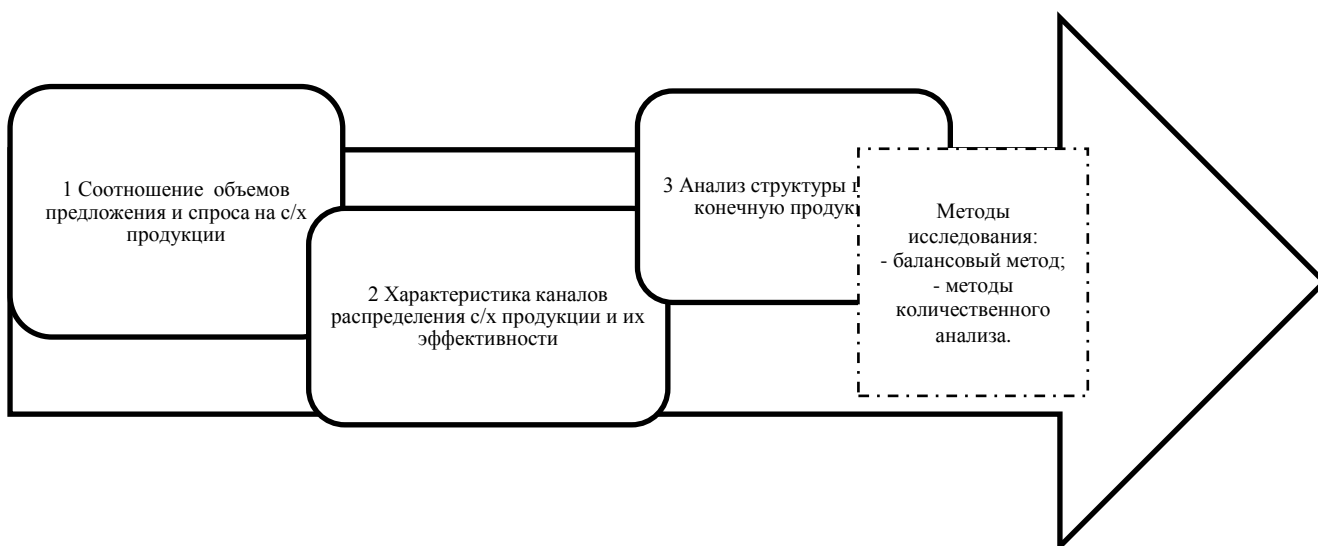 1 Соотношение объемов
предложения и спроса на с/х
продукции
2 Характеристика каналов
распределения с/х продукции и их
эффективности
3 Анализ структуры
конечную
Методы
исследования:
- балансовый метод;
- методы
количественного
анализа.